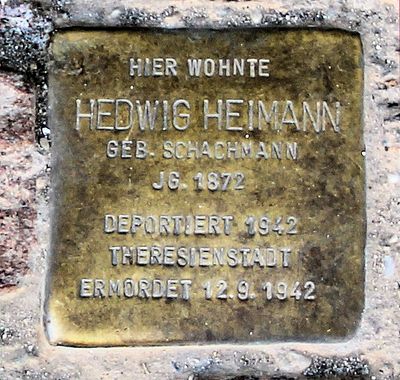 HIER WOHNTE
HEDWIG HEIMANN
GEB. SCHACHMANN
JG. 1872
DEPORTIERT 1942
THERESIENSTADT
ERMORDET 12.9.1942